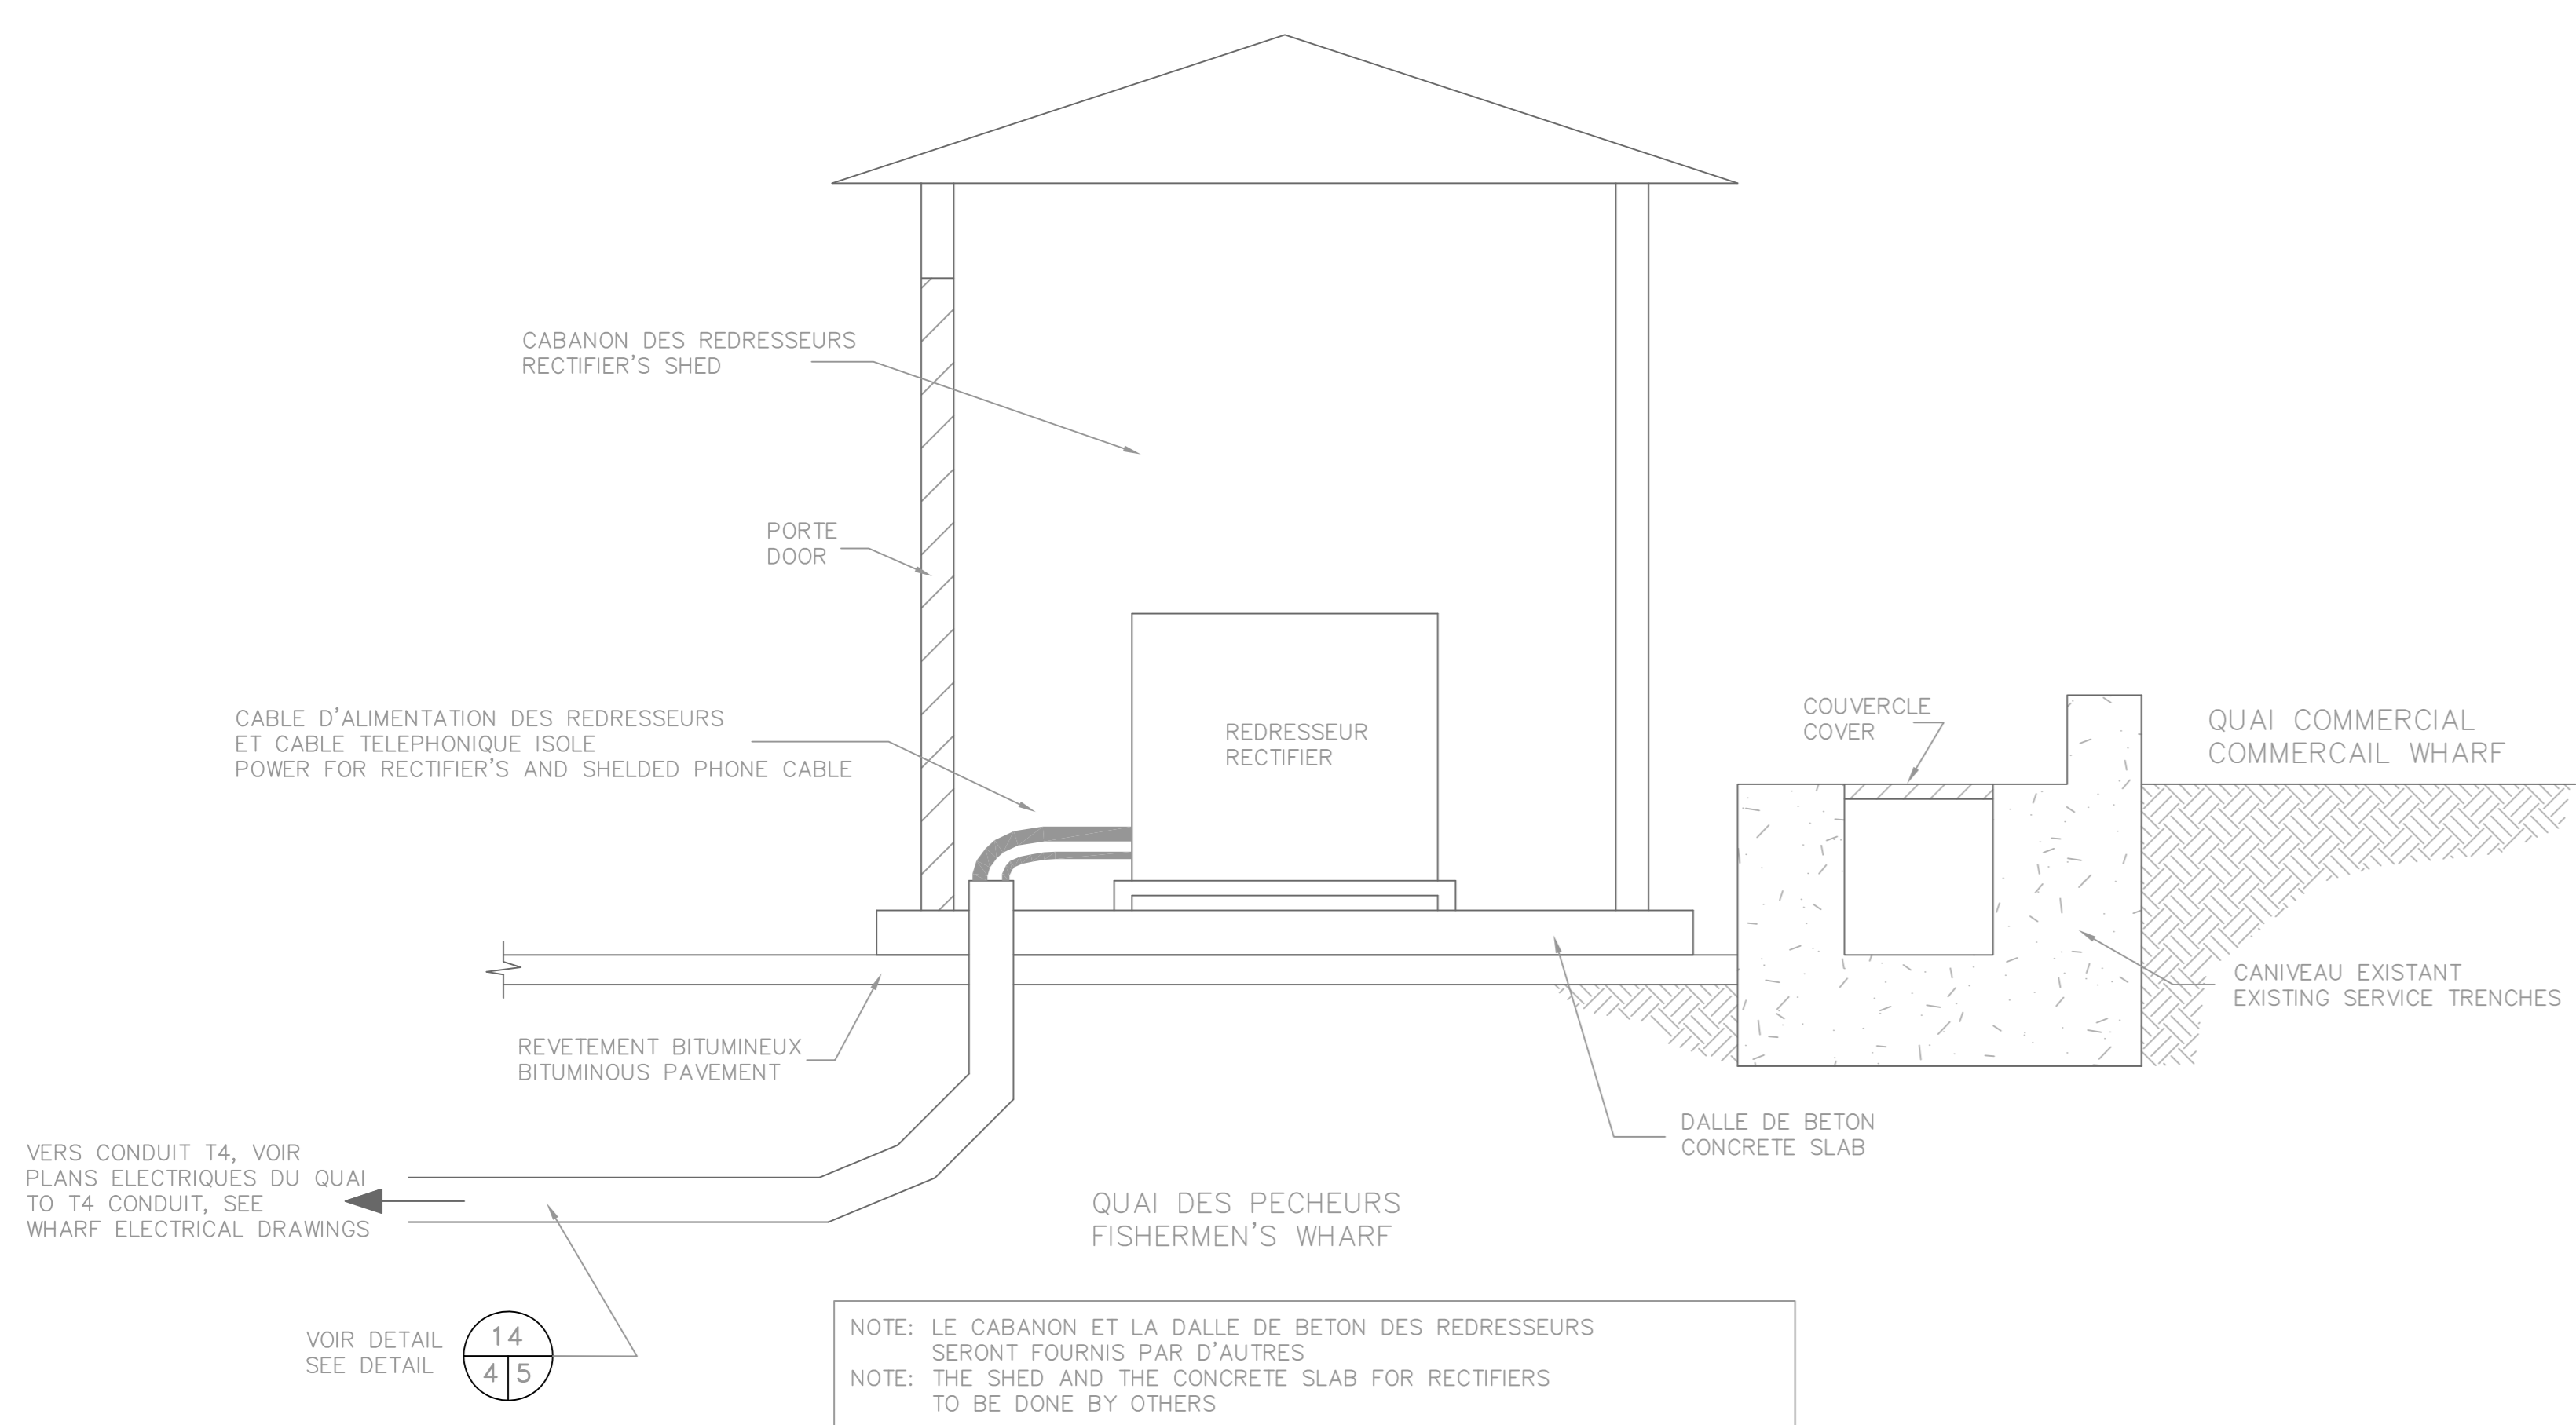 CABANON DES REDRESSEURS
RECTIFIER'S SHED
PORTE
DOOR
CABLE D'ALIMENTATION DES REDRESSEURS
ET CABLE TELEPHONIQUE ISOLE
POWER FOR RECTIFIER'S AND SHELDED PHONE CABLE
REDRESSEUR
RECTIFIER
COUVERCLE
COVER
QUAI COMMERCIAL
COMMERCAIL WHARF
CANIVEAU EXISTANT
EXISTING SERVICE TRENCHES
REVETEMENT BITUMINEUX
BITUMINOUS PAVEMENT
DALLE DE BETON
CONCRETE SLAB
VERS CONDUIT T4, VOIR
PLANS ELECTRIQUES DU QUAI
TO T4 CONDUIT, SEE
WHARF ELECTRICAL DRAWINGS
QUAI DES PECHEURS
FISHERMEN'S WHARF
VOIR DETAIL
SEE DETAIL
14
4 5
NOTE: LE CABANON ET LA DALLE DE BETON DES REDRESSEURS
SERONT FOURNIS PAR D'AUTRES
NOTE: THE SHED AND THE CONCRETE SLAB FOR RECTIFIERS
TO BE DONE BY OTHERS